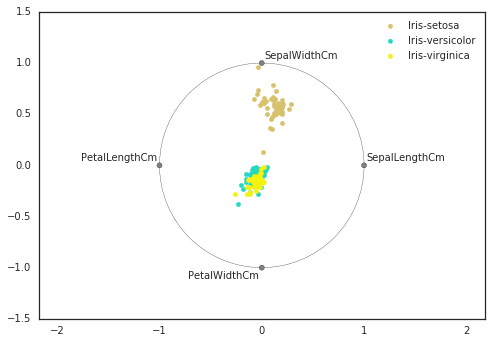 1.5
Iris-setosa
Iris-versicolor
Iris-virginica
1.0
SepalWidthCm
0.5
PetalLengthCm
SepalLengthCm
0.0
−0.5
−1.0
PetalWidthCm
−1.5
−2 −1 0 1 2